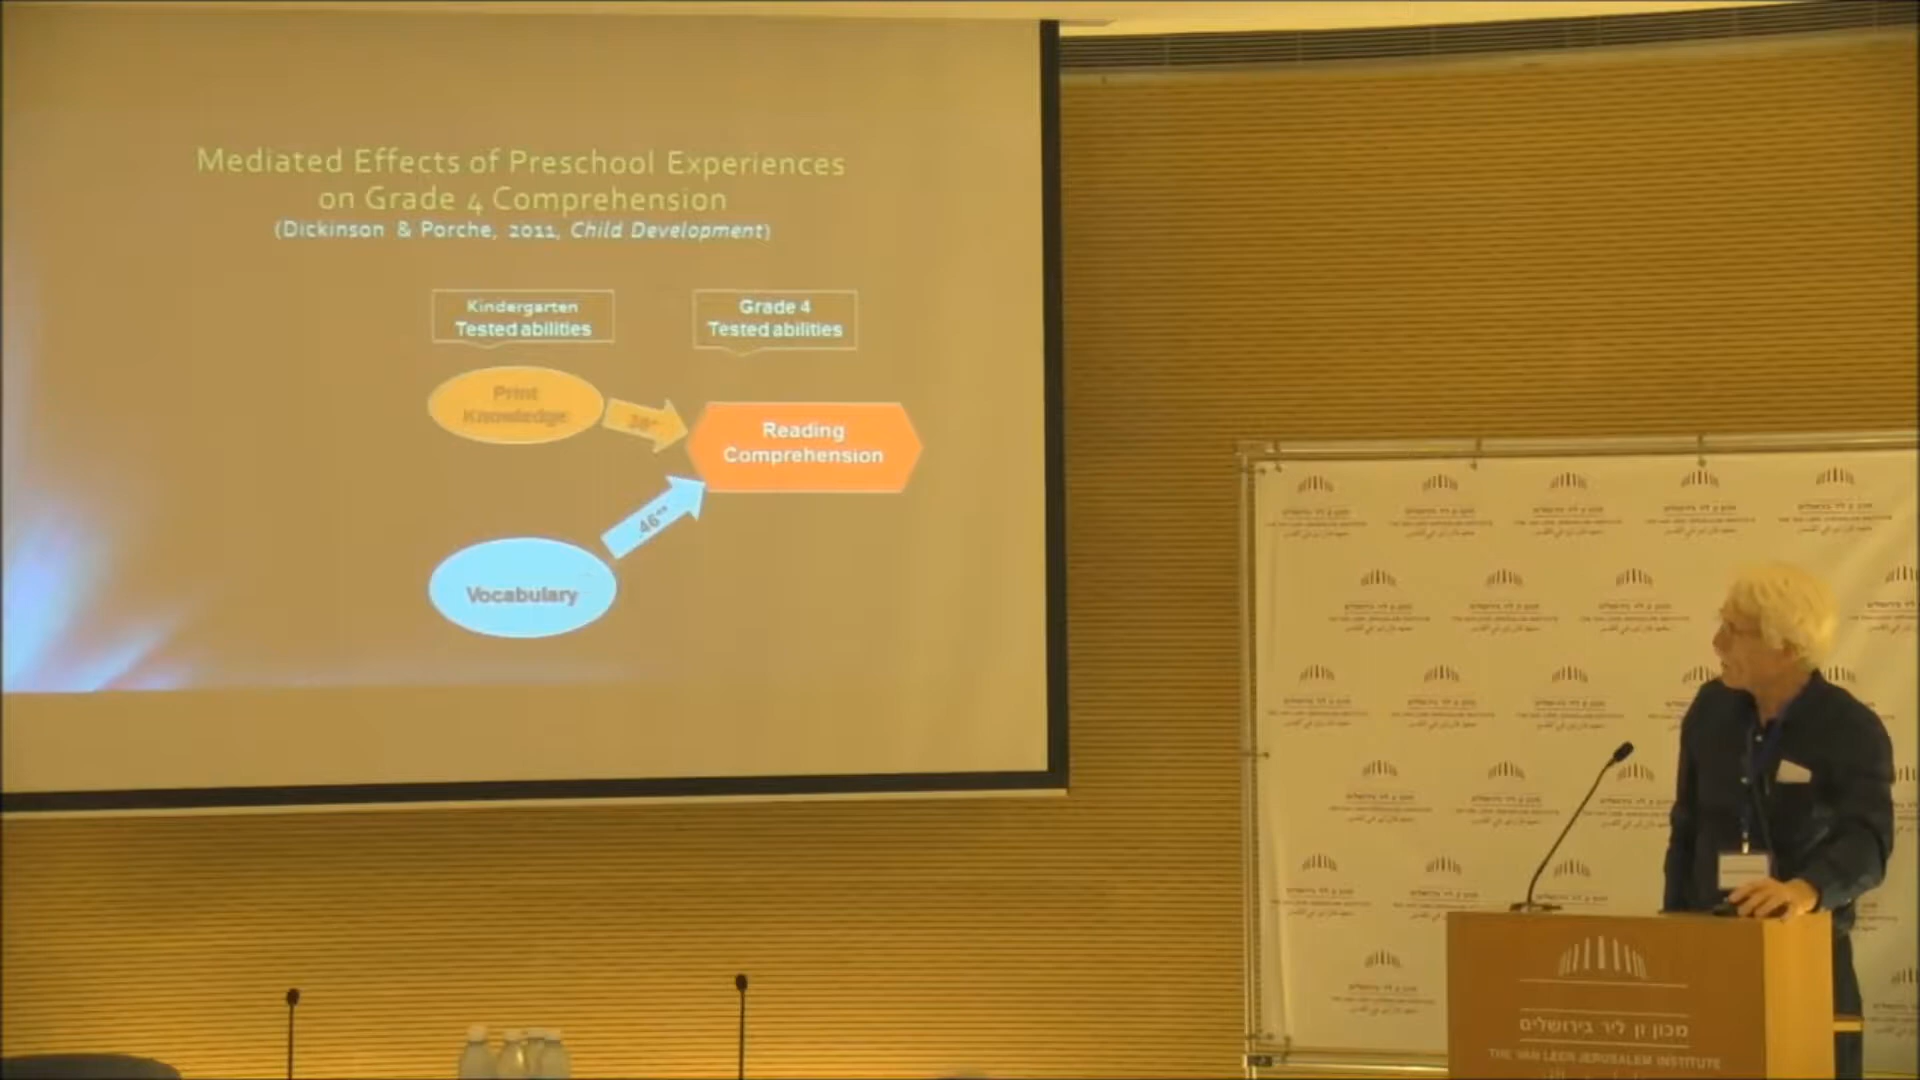 Mediated Effects of Preschool Experiences
on Grade 4 Comprehension
(Dickinson & Porche, 2011, Child Development)
Kindergarten
Tested abilities
Grade 4
Tested abilities
Print
Knowledge
Reading
Comprehension
.46**
Vocabulary
מכון ון ליר בירושלים
THE VAN LEER JERUSALEM INSTITUTE